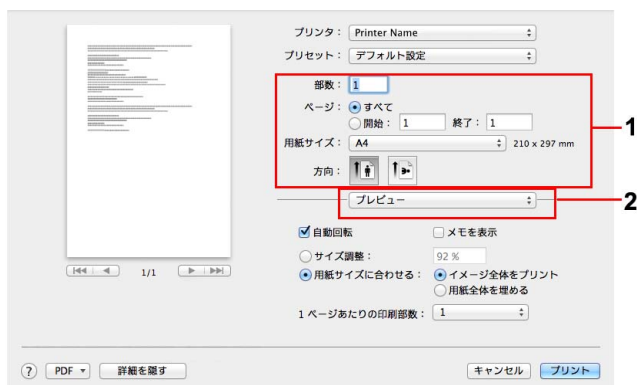 プリンタ： Printer Name
プリセット： デフォルト設定
部数： 1
ページ： すべて
開始： 1 終了： 1
用紙サイズ： A4 210 x 297 mm
方向：
1
プレビュー
2
自動回転 メモを表示
サイズ調整： 92 %
用紙サイズに合わせる： イメージ全体をプリント
用紙全体を埋める
1 ページあたりの印刷部数： 1
1/1
? PDF 詳細を隠す キャンセル プリント